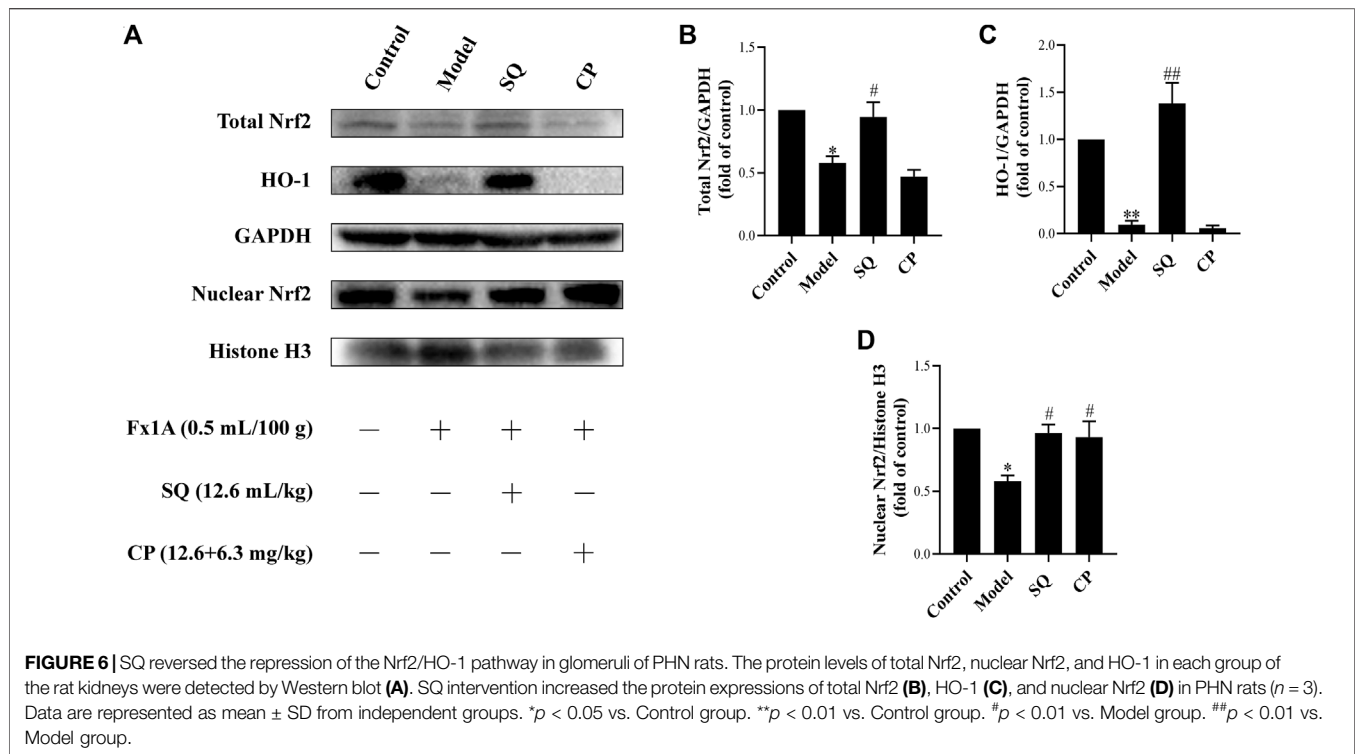 A
Control
Model
SQ
CP
Total Nrf2
HO-1
GAPDH
Nuclear Nrf2
Histone H3
Fx1A (0.5 mL/100 g) — + + +
SQ (12.6 mL/kg) — — + —
CP (12.6+6.3 mg/kg) — — — +
B
Total Nrf2/GAPDH
(fold of control)
1.5
1.0
0.5
0.0
*
#
Control
Model
SQ
CP
C
HO-1/GAPDH
(fold of control)
2.0
1.5
1.0
0.5
0.0
**
##
Control
Model
SQ
CP
D
Nuclear Nrf2/Histone H3
(fold of control)
1.5
1.0
0.5
0.0
*
#
#
Control
Model
SQ
CP
FIGURE 6 | SQ reversed the repression of the Nrf2/HO-1 pathway in glomeruli of PHN rats. The protein levels of total Nrf2, nuclear Nrf2, and HO-1 in each group of
the rat kidneys were detected by Western blot (A). SQ intervention increased the protein expressions of total Nrf2 (B), HO-1 (C), and nuclear Nrf2 (D) in PHN rats (n = 3).
Data are represented as mean ± SD from independent groups. *p < 0.05 vs. Control group. **p < 0.01 vs. Control group. #p < 0.01 vs. Model group. ##p < 0.01 vs.
Model group.